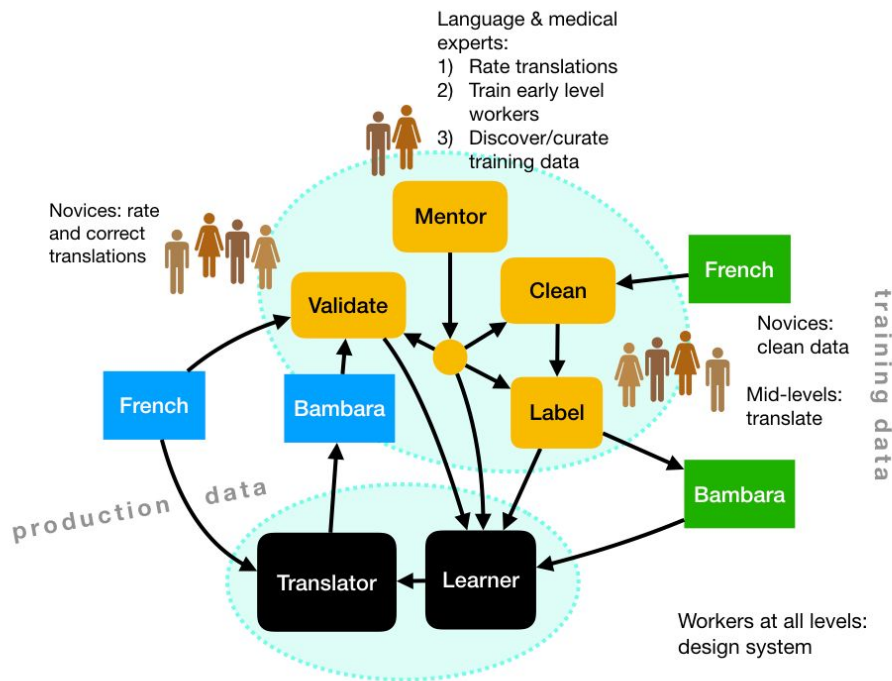 Language & medical
experts:
1) Rate translations
2) Train early level
workers
3) Discover/curate
training data
Mentor
Novices: rate
and correct
translations
Validate
Clean
French
Novices:
clean data
Mid-levels:
translate
training data
French
Bambara
Label
Bambara
production data
Translator
Learner
Workers at all levels:
design system